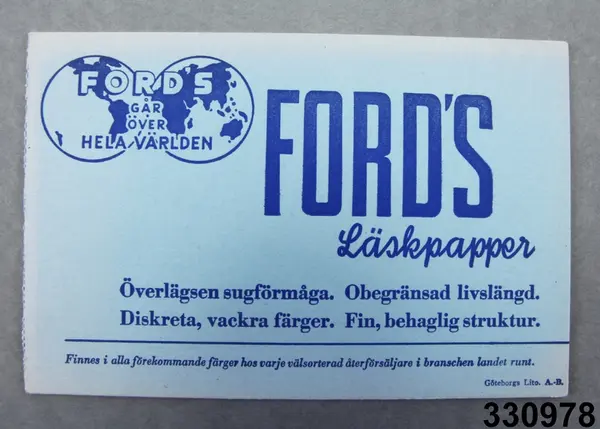 FORD'S
GÅR
ÖVER
HELA VÄRLDEN
FORD'S
Läskpapper
Överlägsen sugförmåga. Obegränsad livslängd.
Diskreta, vackra färger. Fin, behaglig struktur.
Finnes i alla förekommande färger hos varje välsorterad återförsäljare i branschen landet runt.
Göteborgs Lito. A.-B.
330978